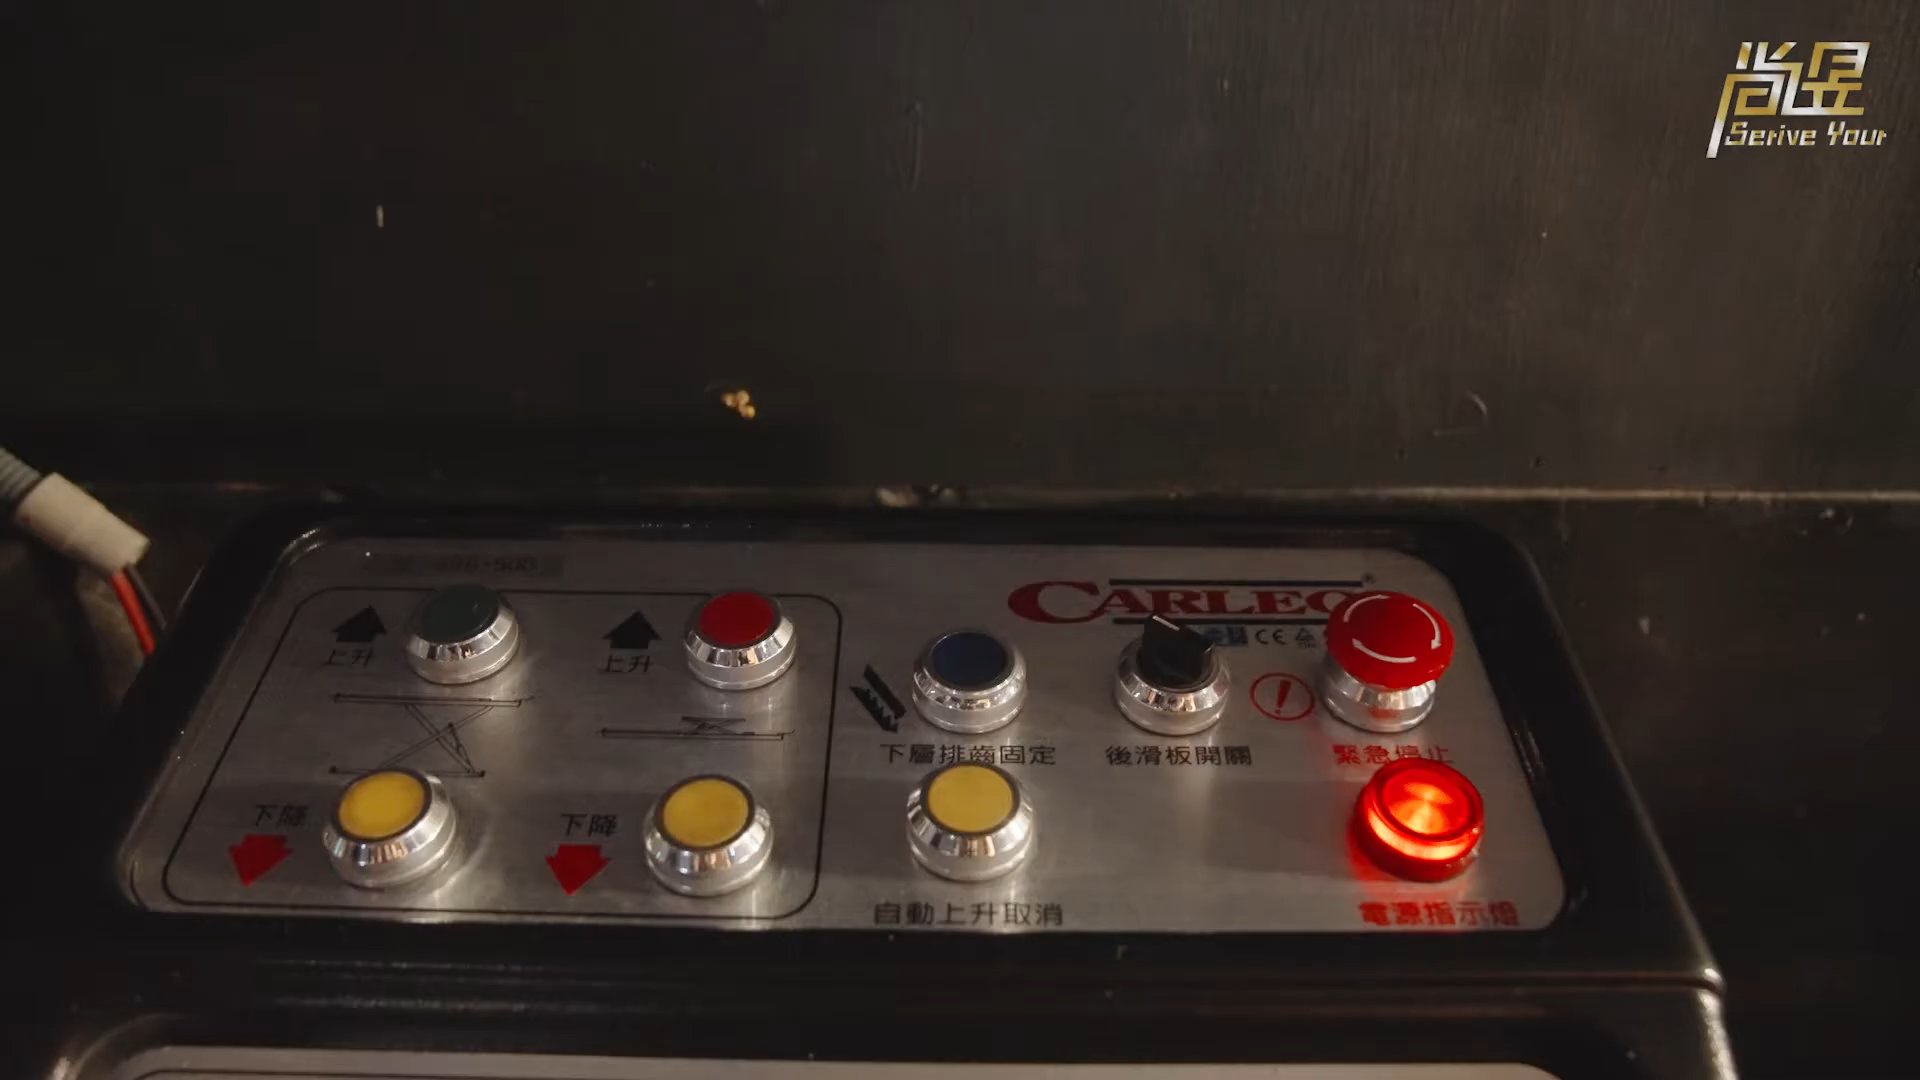 尚昱
Serive Your
CARLEO®
CE
上升
上升
下層排齒固定
後滑板開關
緊急停止
下降
下降
自動上升取消
電源指示燈